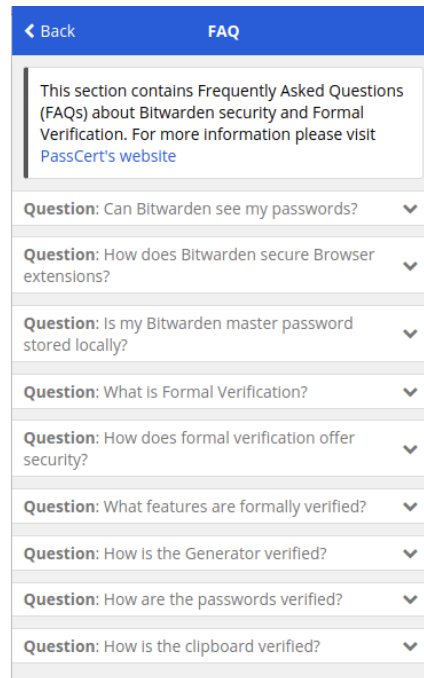 Back
FAQ
This section contains Frequently Asked Questions
(FAQs) about Bitwarden security and Formal
Verification. For more information please visit
PassCert's website
Question: Can Bitwarden see my passwords?
Question: How does Bitwarden secure Browser
extensions?
Question: Is my Bitwarden master password
stored locally?
Question: What is Formal Verification?
Question: How does formal verification offer
security?
Question: What features are formally verified?
Question: How is the Generator verified?
Question: How are the passwords verified?
Question: How is the clipboard verified?